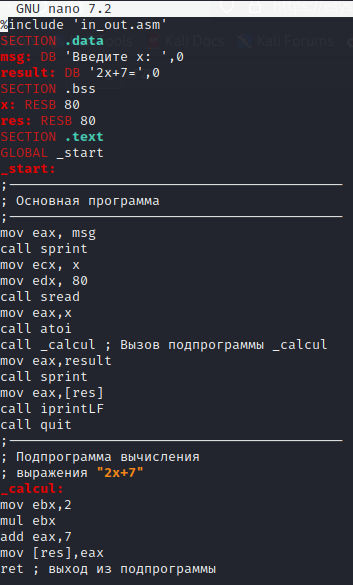 GNU nano 7.2
%include 'in_out.asm'
SECTION .data
msg: DB 'Введите x: ',0
result: DB '2x+7=',0
SECTION .bss
x: RESB 80
res: RESB 80
SECTION .text
GLOBAL _start
_start:
;------------------------------------------
; Основная программа
;------------------------------------------
mov eax, msg
call sprint
mov ecx, x
mov edx, 80
call sread
mov eax,x
call atoi
call _calcul ; Вызов подпрограммы _calcul
mov eax,result
call sprint
mov eax,[res]
call iprintLF
call quit
;------------------------------------------
; Подпрограмма вычисления
; выражения "2x+7"
_calcul:
mov ebx,2
mul ebx
add eax,7
mov [res],eax
ret ; выход из подпрограммы